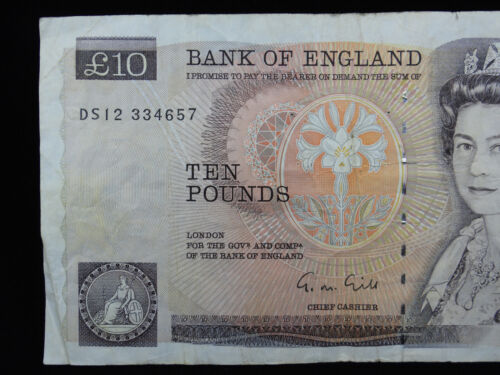 £10
BANK OF ENGLAND
I PROMISE TO PAY THE BEARER ON DEMAND THE SUM OF
DS12 334657
TEN
POUNDS
LONDON
FOR THE GOVR AND COMPA
OF THE BANK OF ENGLAND
G. M. Gill
CHIEF CASHIER